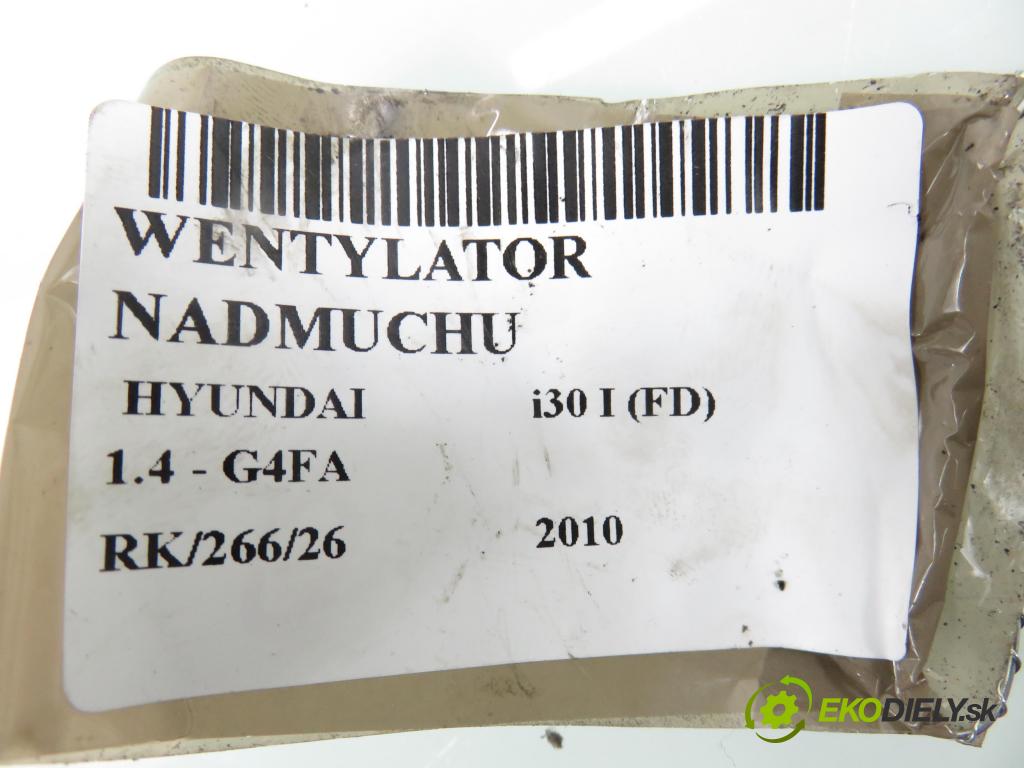 WENTYLATOR
NADMUCHU
HYUNDAI i30 I (FD)
1.4 - G4FA
RK/266/26 2010
EKODIELY.sk